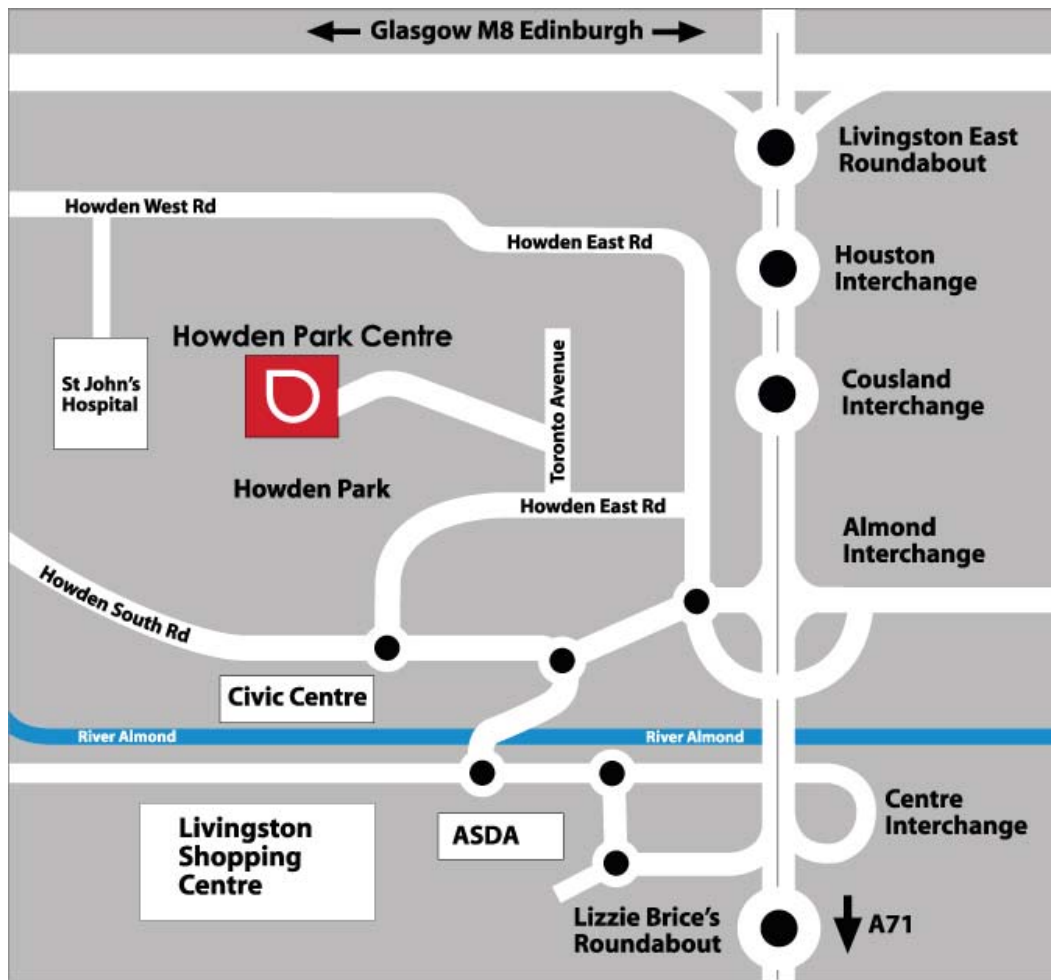 Glasgow M8 Edinburgh
Livingston East
Roundabout
Howden West Rd
Howden East Rd
Houston
Interchange
Howden Park Centre
St John's
Hospital
Toronto Avenue
Cousland
Interchange
Howden Park
Howden East Rd
Almond
Interchange
Howden South Rd
Civic Centre
River Almond
River Almond
Livingston
Shopping
Centre
ASDA
Centre
Interchange
Lizzie Brice's
Roundabout
A71